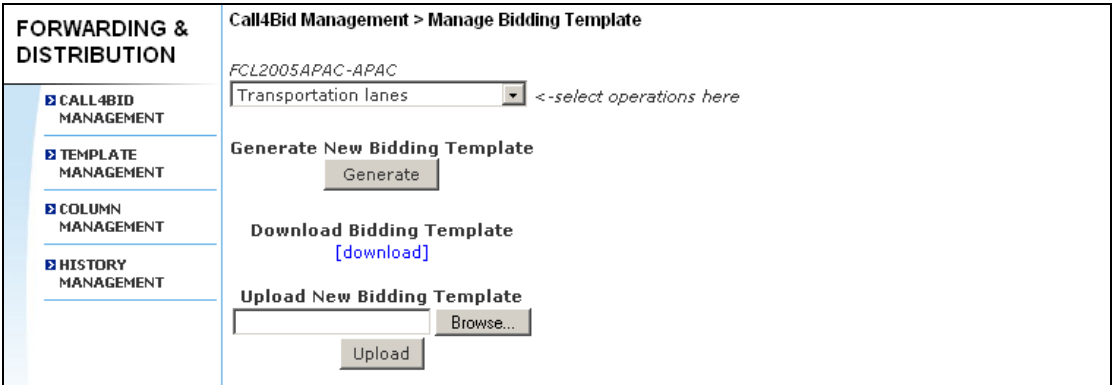 FORWARDING &
DISTRIBUTION
CALL4BID
MANAGEMENT
TEMPLATE
MANAGEMENT
COLUMN
MANAGEMENT
HISTORY
MANAGEMENT
Call4Bid Management > Manage Bidding Template
FCL2005APAC-APAC
Transportation lanes <-select operations here
Generate New Bidding Template
Generate
Download Bidding Template
[download]
Upload New Bidding Template
Browse...
Upload